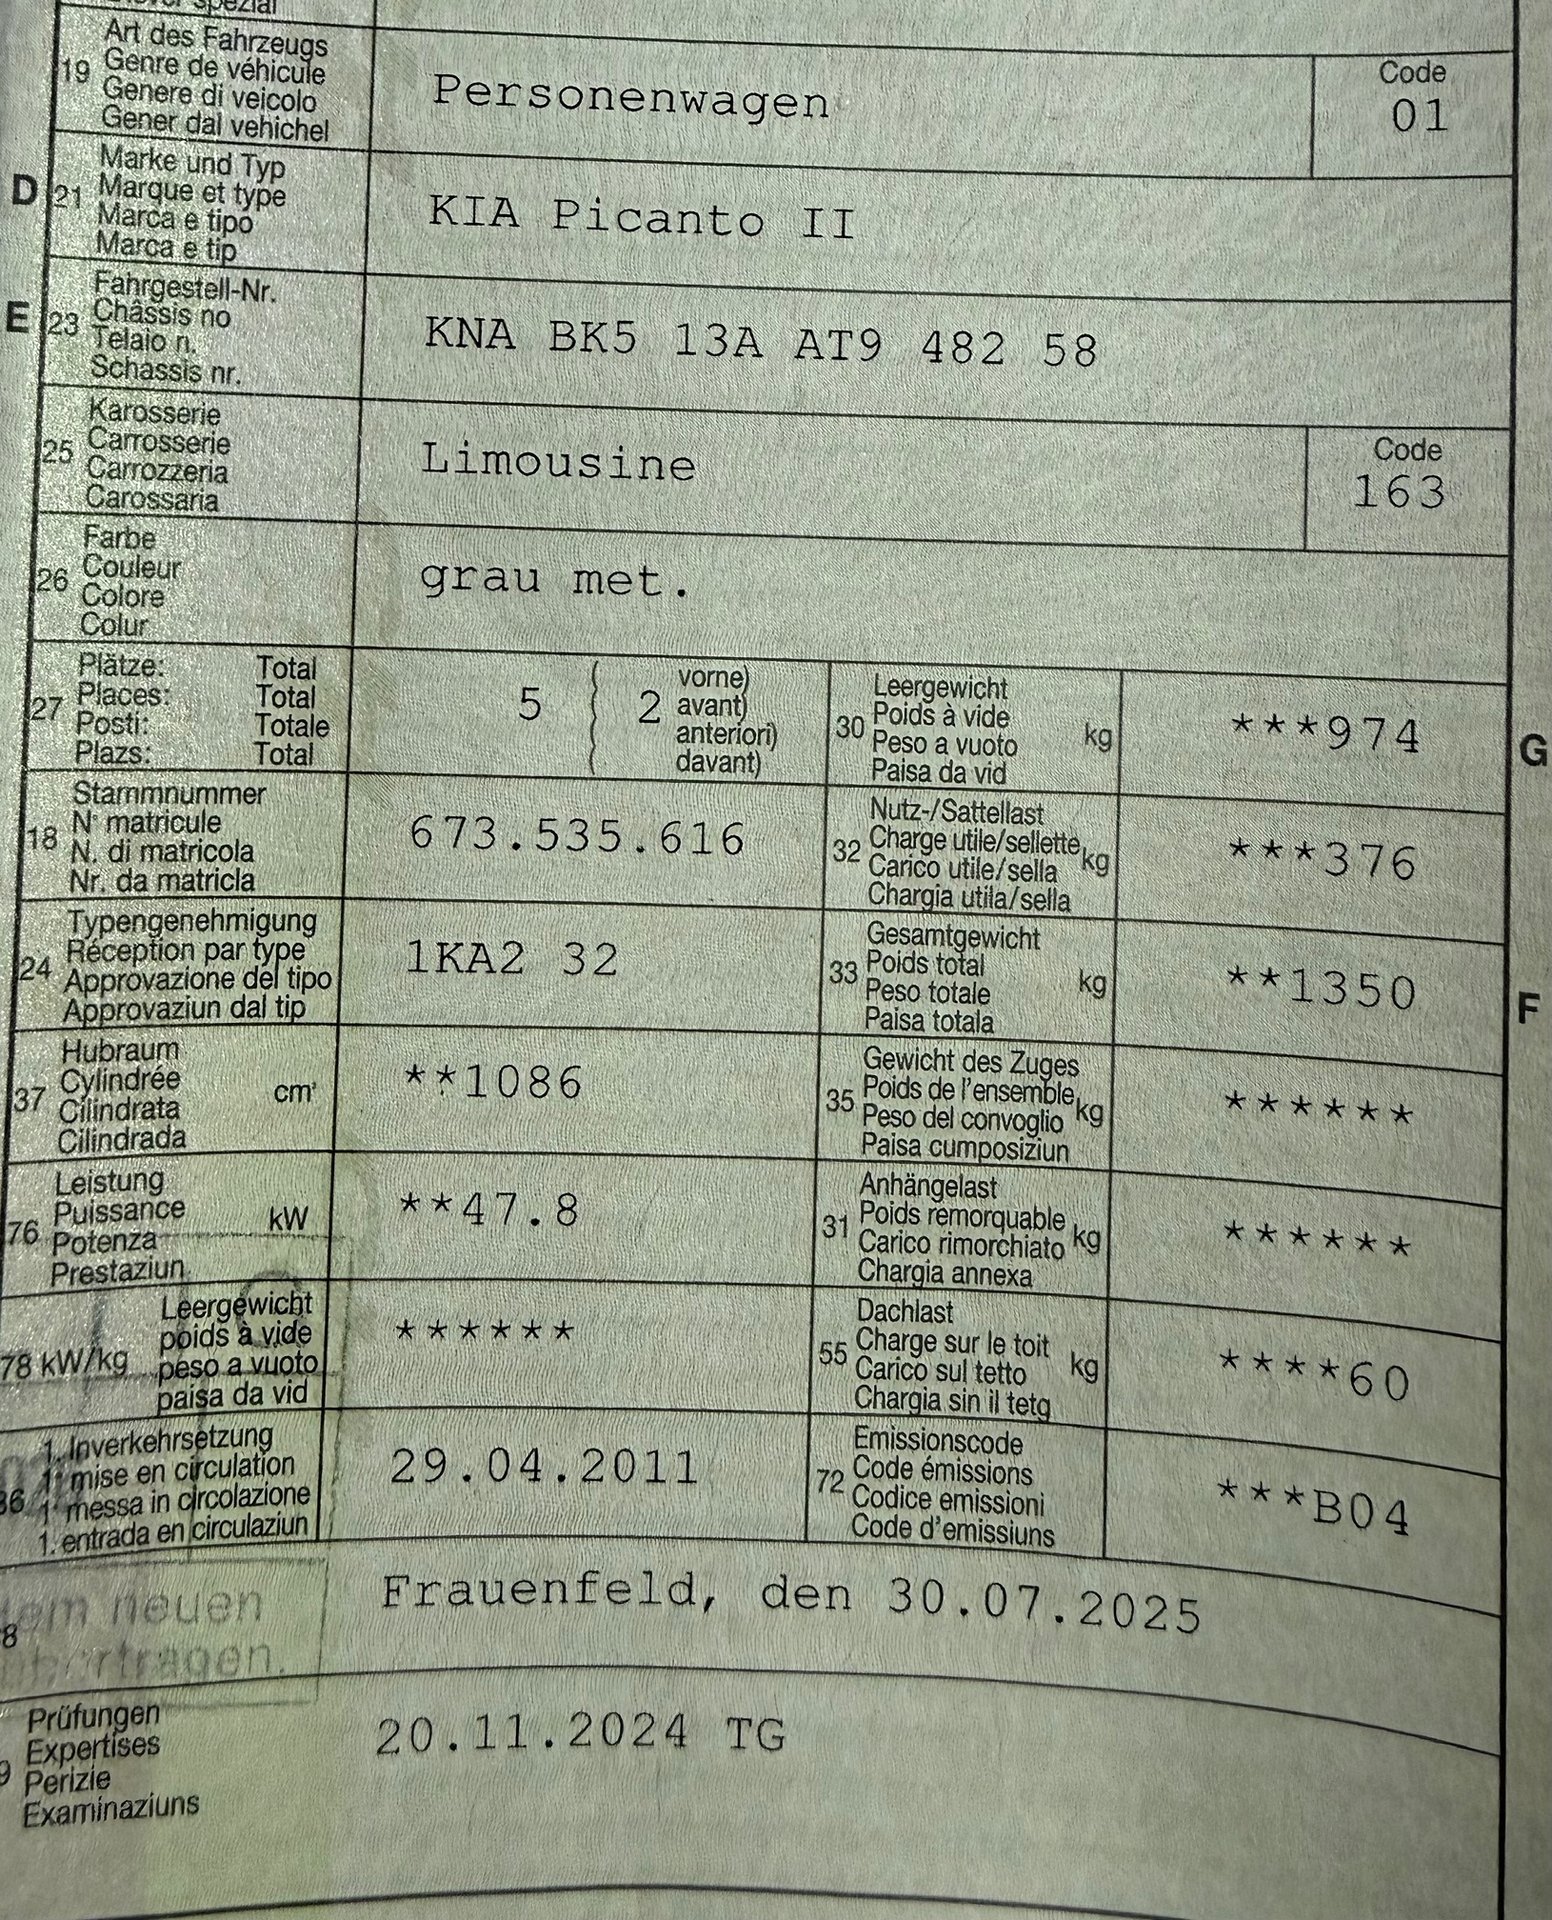 Art des Fahrzeugs
19 Genre de véhicule
Genere di veicolo
Gener dal vehichel
Personenwagen
Code
01
Marke und Typ
D 21 Marque et type
Marca e tipo
Marca e tip
KIA Picanto II
Fahrgestell-Nr.
E 23 Châssis no
Telaio n.
Schassis nr.
KNA BK5 13A AT9 482 58
Karosserie
25 Carrosserie
Carrozzeria
Carossaria
Limousine
Code
163
Farbe
26 Couleur
Colore
Colur
grau met.
Plätze: Total
27 Places: Total
Posti: Totale
Plazs: Total
5 { 2
vorne)
avant)
anteriori)
davant)
Leergewicht
30 Poids à vide kg
Peso a vuoto
Paisa da vid
***974
G
Stammnummer
18 N° matricule
N. di matricola
Nr. da matricla
673.535.616
Nutz-/Sattellast
32 Charge utile/sellette kg
Carico utile/sella
Chargia utila/sella
***376
Typengenehmigung
24 Réception par type
Approvazione del tipo
Approvaziun dal tip
1KA2 32
Gesamtgewicht
33 Poids total kg
Peso totale
Paisa totala
**1350
F
Hubraum
37 Cylindrée cm³
Cilindrata
Cilindrada
**1086
Gewicht des Zuges
35 Poids de l'ensemble kg
Peso del convoglio
Paisa cumposiziun
******
Leistung
76 Puissance kW
Potenza
Prestaziun
**47.8
Anhängelast
31 Poids remorquable kg
Carico rimorchiato
Chargia annexa
******
Leergewicht
poids à vide
78 kW/kg peso a vuoto
paisa da vid
******
Dachlast
55 Charge sur le toit kg
Carico sul tetto
Chargia sin il tetg
****60
1. Inverkehrsetzung
1° mise en circulation
36 1° messa in circolazione
1. entrada en circulaziun
29.04.2011
Emissionscode
72 Code émissions
Codice emissioni
Code d'emissiuns
***B04
neuen
8
Frauenfeld, den 30.07.2025
Prüfungen
Expertises
9 Perizie
Examinaziuns
20.11.2024 TG